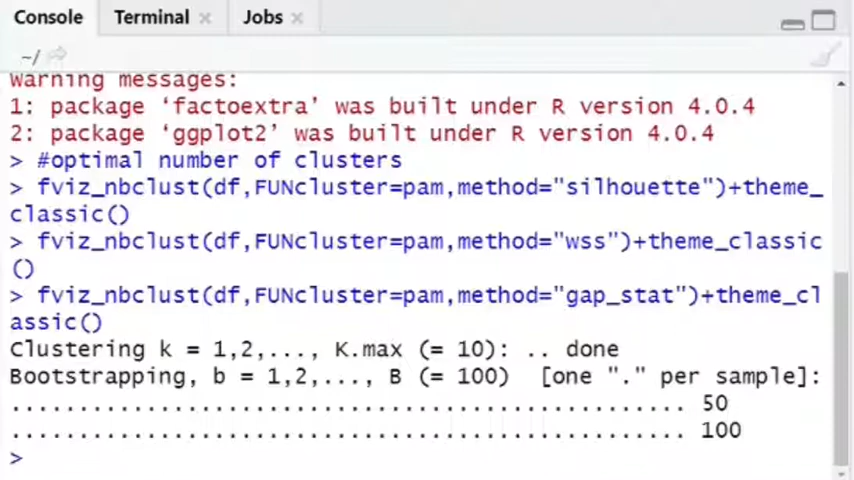 Console Terminal Jobs
~/
Warning messages:
1: package ‘factoextra’ was built under R version 4.0.4
2: package ‘ggplot2’ was built under R version 4.0.4
> #optimal number of clusters
> fviz_nbclust(df,FUNcluster=pam,method="silhouette")+theme_
classic()
> fviz_nbclust(df,FUNcluster=pam,method="wss")+theme_classic
()
> fviz_nbclust(df,FUNcluster=pam,method="gap_stat")+theme_cl
assic()
Clustering k = 1,2,..., K.max (= 10): .. done
Bootstrapping, b = 1,2,..., B (= 100)  [one "." per sample]:
.................................................. 50
.................................................. 100
>